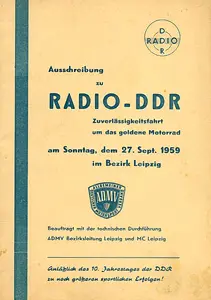 D
RADIO
R
Ausschreibung
zu
RADIO-DDR
Zuverlässigkeitsfahrt
um das goldene Motorrad
am Sonntag, dem 27. Sept. 1959
im Bezirk Leipzig
ADMV
Beauftragt mit der technischen Durchführung
ADMV Bezirksleitung Leipzig und MC Leipzig
Anläßlich des 10. Jahrestages der DDR
zu noch größeren sportlichen Erfolgen!